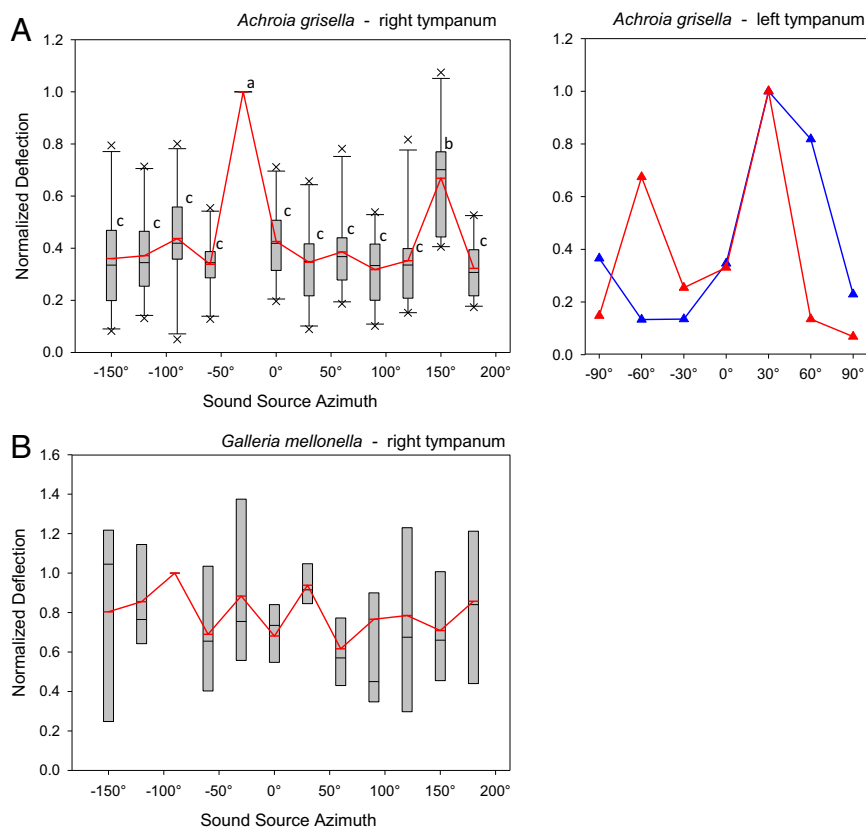 A
Achroia grisella - right tympanum
Normalized Deflection
1.2
1.0
0.8
0.6
0.4
0.2
0.0
c
c
c
c
a
c
c
c
c
c
b
c
-150°
-100°
-50°
0°
50°
100°
150°
200°
Sound Source Azimuth
Achroia grisella - left tympanum
1.2
1.0
0.8
0.6
0.4
0.2
0.0
-90°
-60°
-30°
0°
30°
60°
90°
B
Galleria mellonella - right tympanum
Normalized Deflection
1.6
1.4
1.2
1.0
0.8
0.6
0.4
0.2
0.0
-150°
-100°
-50°
0°
50°
100°
150°
200°
Sound Source Azimuth